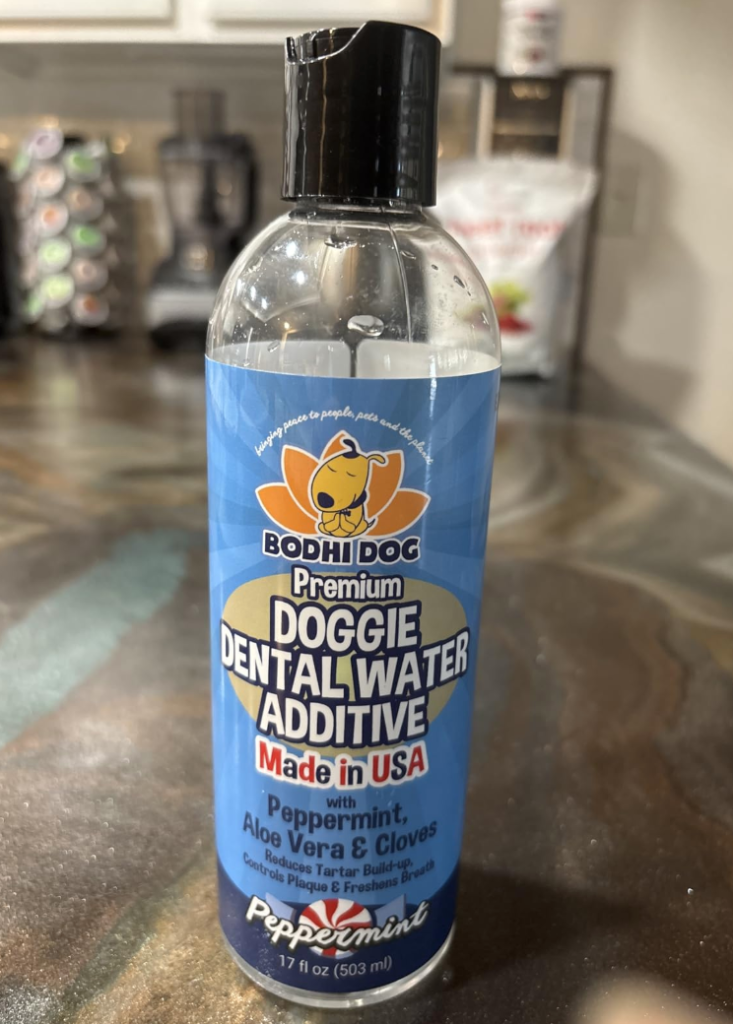 bringing peace to people, pets and the planet
BODHI DOG
Premium
DOGGIE
DENTAL WATER
ADDITIVE
Made in USA
with
Peppermint,
Aloe Vera & Cloves
Reduces Tartar Build-up,
Controls Plaque & Freshens Breath
Peppermint
17 fl oz (503 ml)